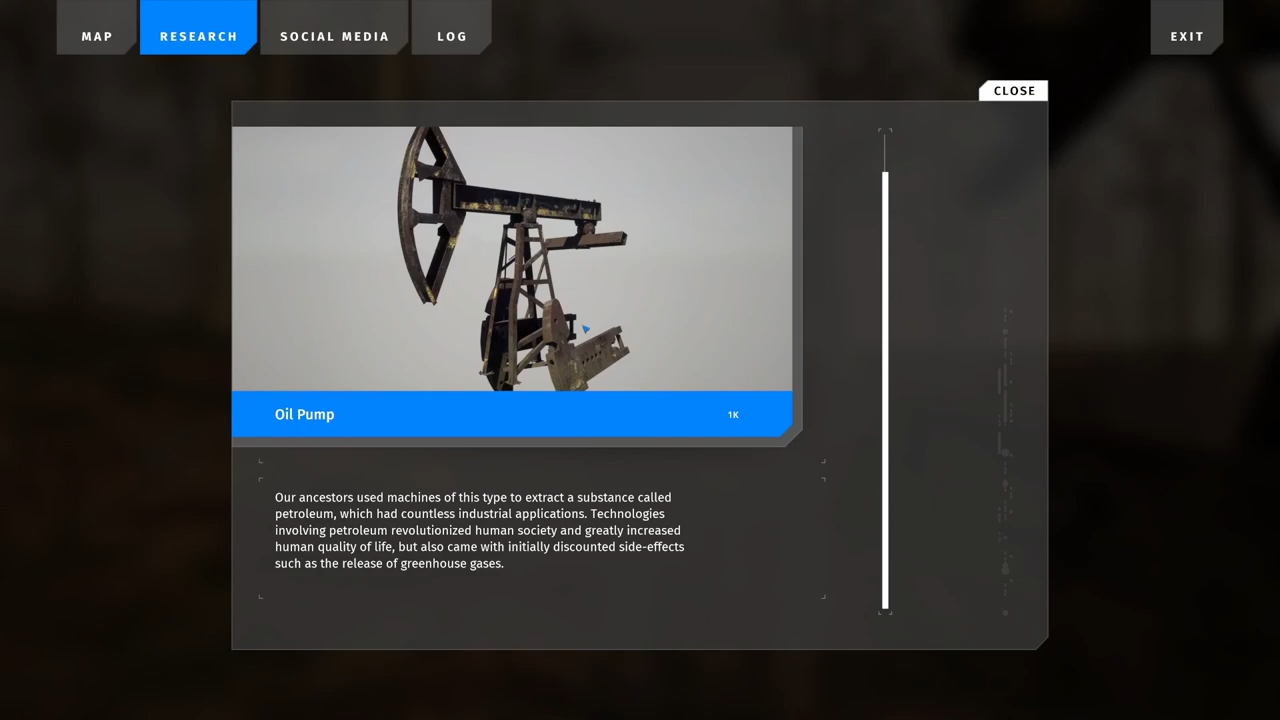 MAP
RESEARCH
SOCIAL MEDIA
LOG
EXIT
CLOSE
Oil Pump
1K
Our ancestors used machines of this type to extract a substance called
petroleum, which had countless industrial applications. Technologies
involving petroleum revolutionized human society and greatly increased
human quality of life, but also came with initially discounted side-effects
such as the release of greenhouse gases.